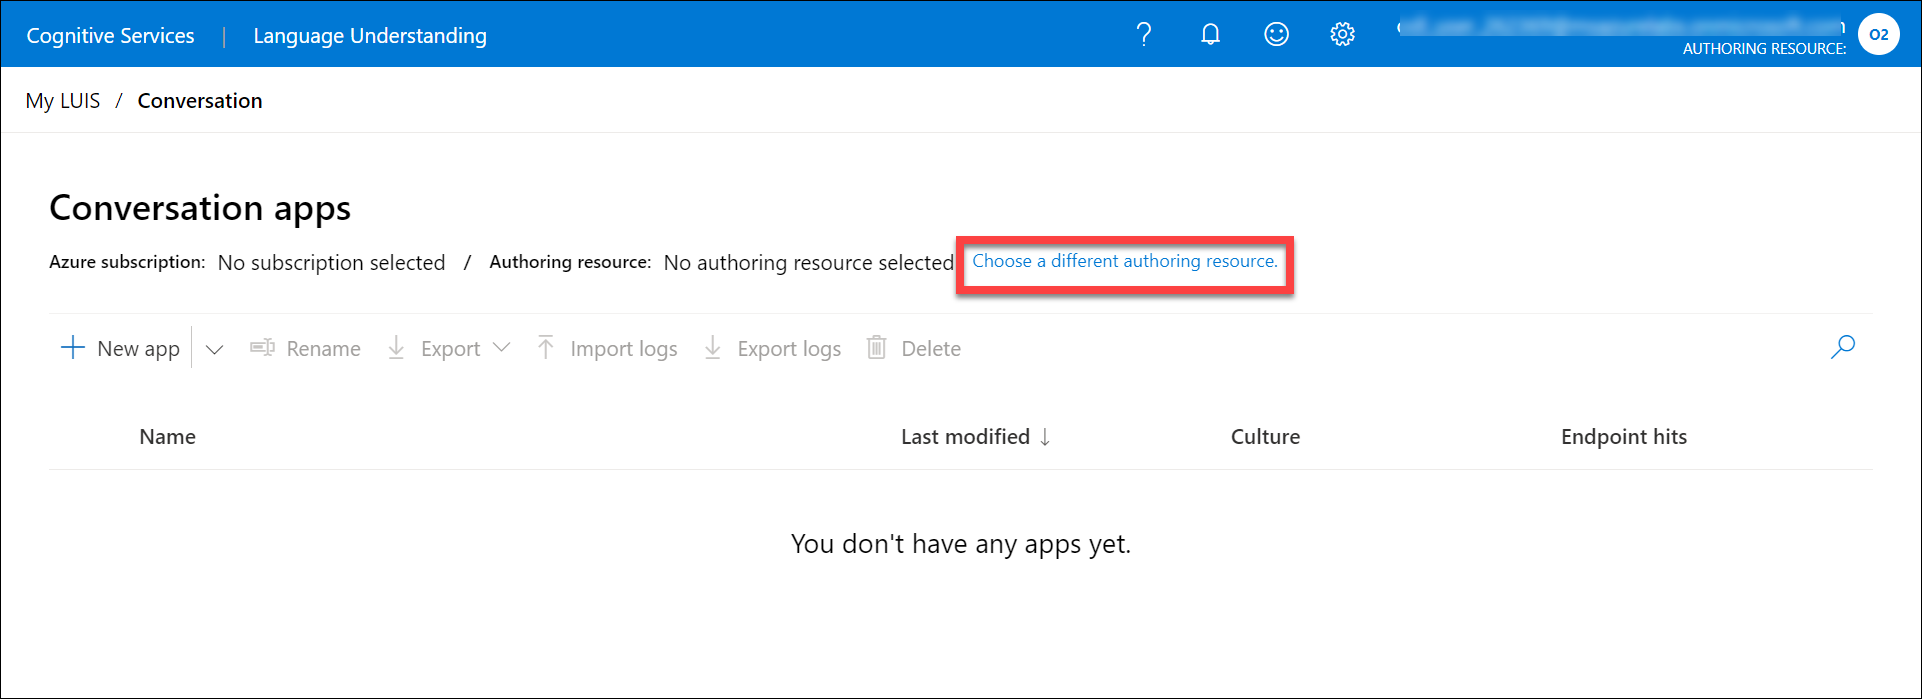 Cognitive Services | Language Understanding
AUTHORING RESOURCE: O2
My LUIS / Conversation
Conversation apps
Azure subscription: No subscription selected / Authoring resource: No authoring resource selected Choose a different authoring resource.
New app Rename Export Import logs Export logs Delete
Name Last modified ↓ Culture Endpoint hits
You don't have any apps yet.